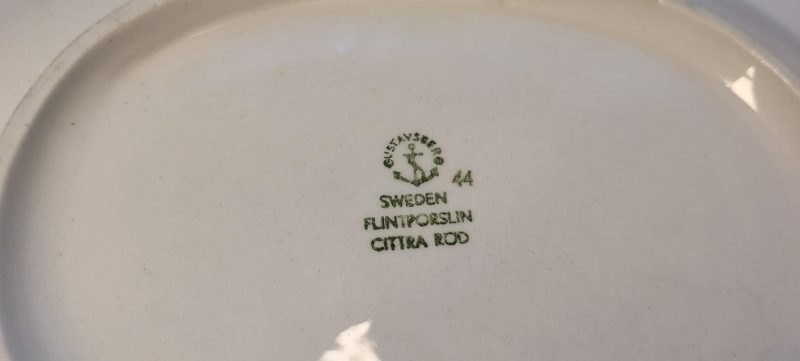 GUSTAVSBERG
44
SWEDEN
FLINTPORSLIN
CITTRA RÖD